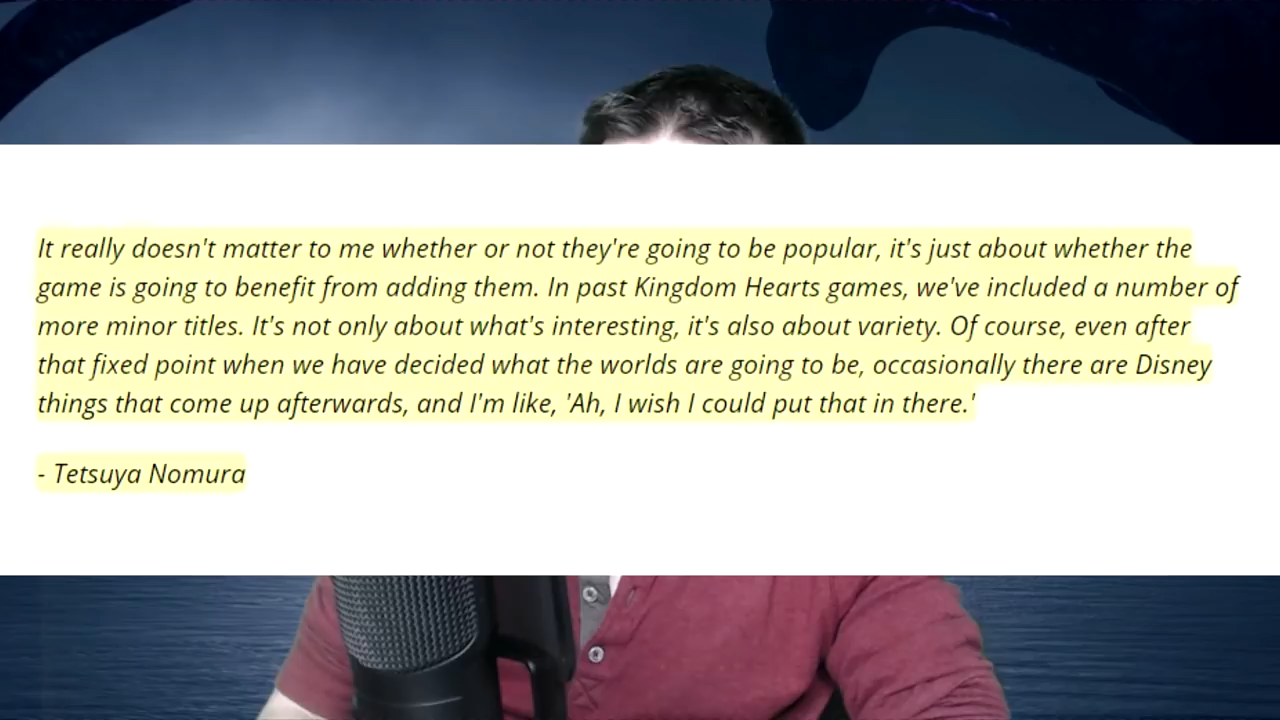 It really doesn't matter to me whether or not they're going to be popular, it's just about whether the
game is going to benefit from adding them. In past Kingdom Hearts games, we've included a number of
more minor titles. It's not only about what's interesting, it's also about variety. Of course, even after
that fixed point when we have decided what the worlds are going to be, occasionally there are Disney
things that come up afterwards, and I'm like, 'Ah, I wish I could put that in there.'
- Tetsuya Nomura